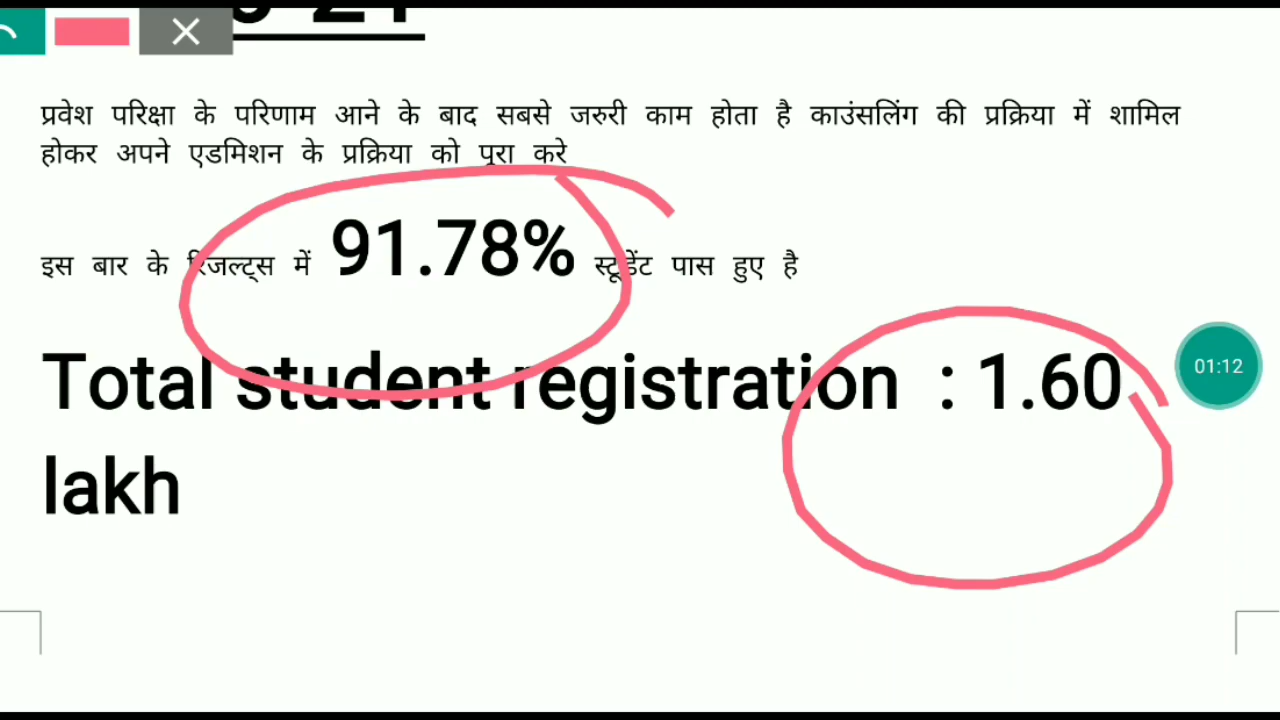 प्रवेश परिक्षा के परिणाम आने के बाद सबसे जरुरी काम होता है काउंसलिंग की प्रक्रिया में शामिल
होकर अपने एडमिशन के प्रक्रिया को पूरा करे
इस बार के रिजल्ट्स में 91.78% स्टूडेंट पास हुए है
Total student registration : 1.60
lakh
01:12